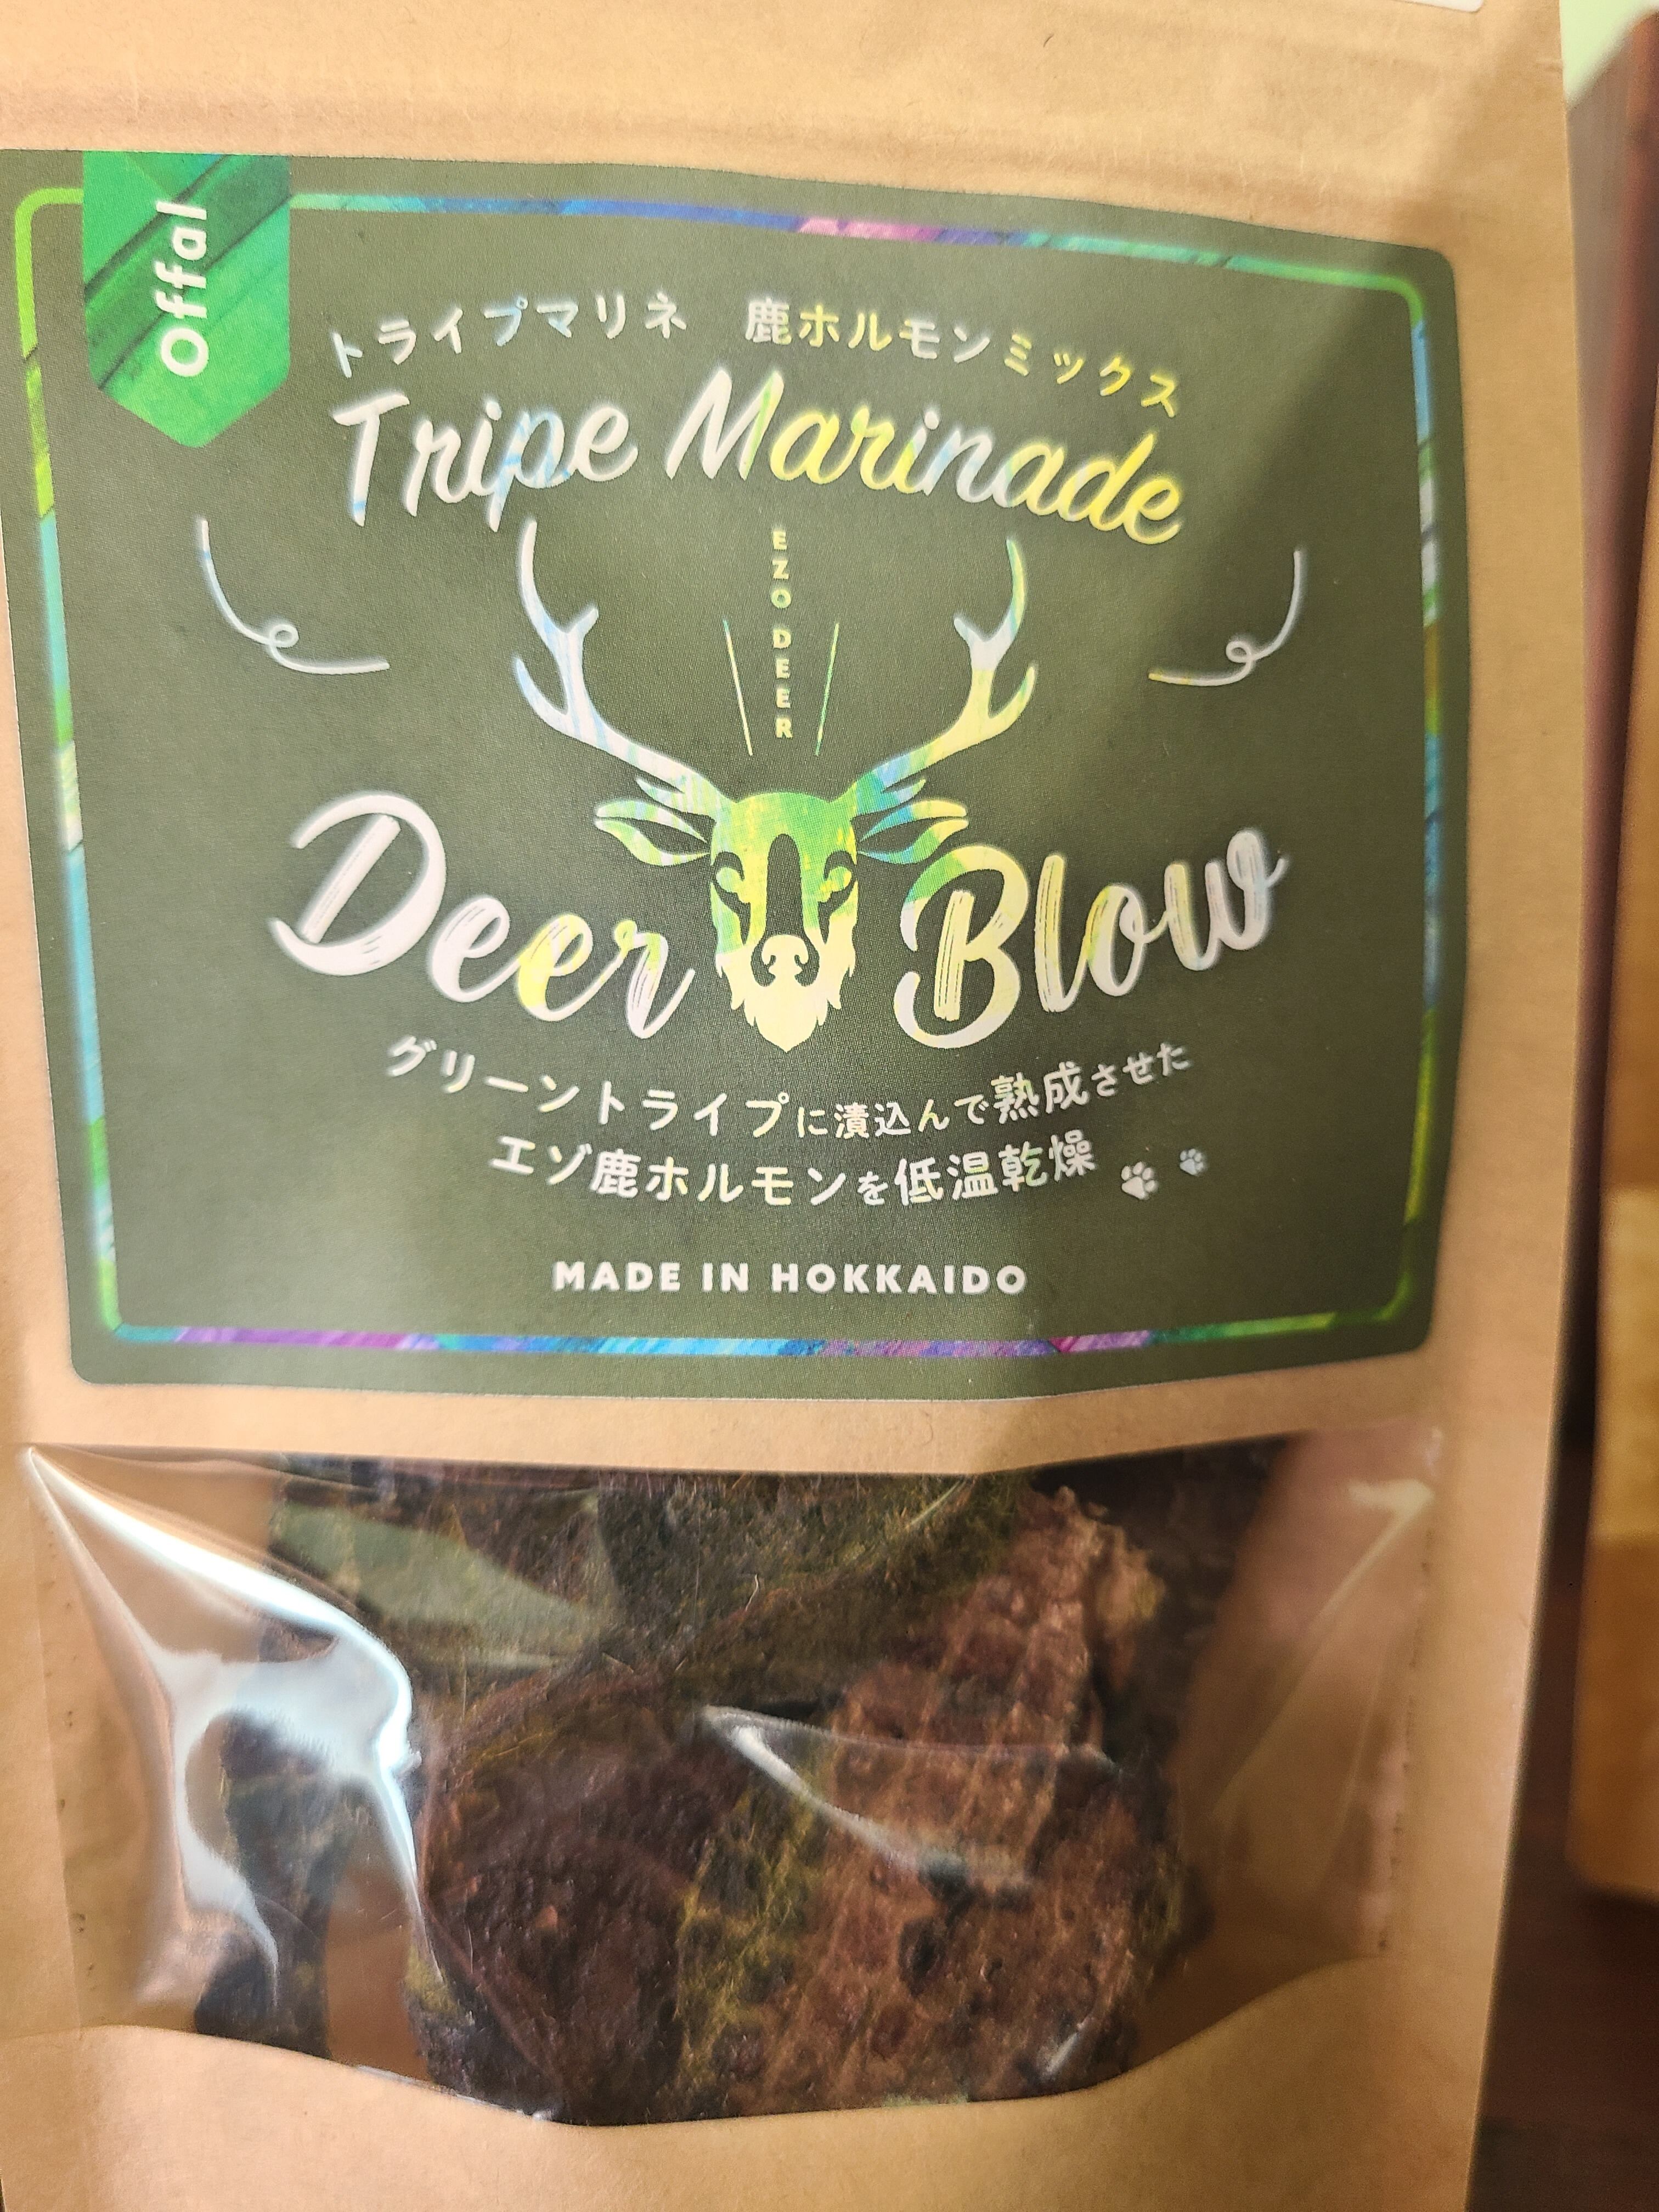 Offal
トライプマリネ 鹿ホルモンミックス
Tripe Marinade
EZO DEER
Deer Blow
グリーントライプに漬込んで熟成させた
エゾ鹿ホルモンを低温乾燥
MADE IN HOKKAIDO